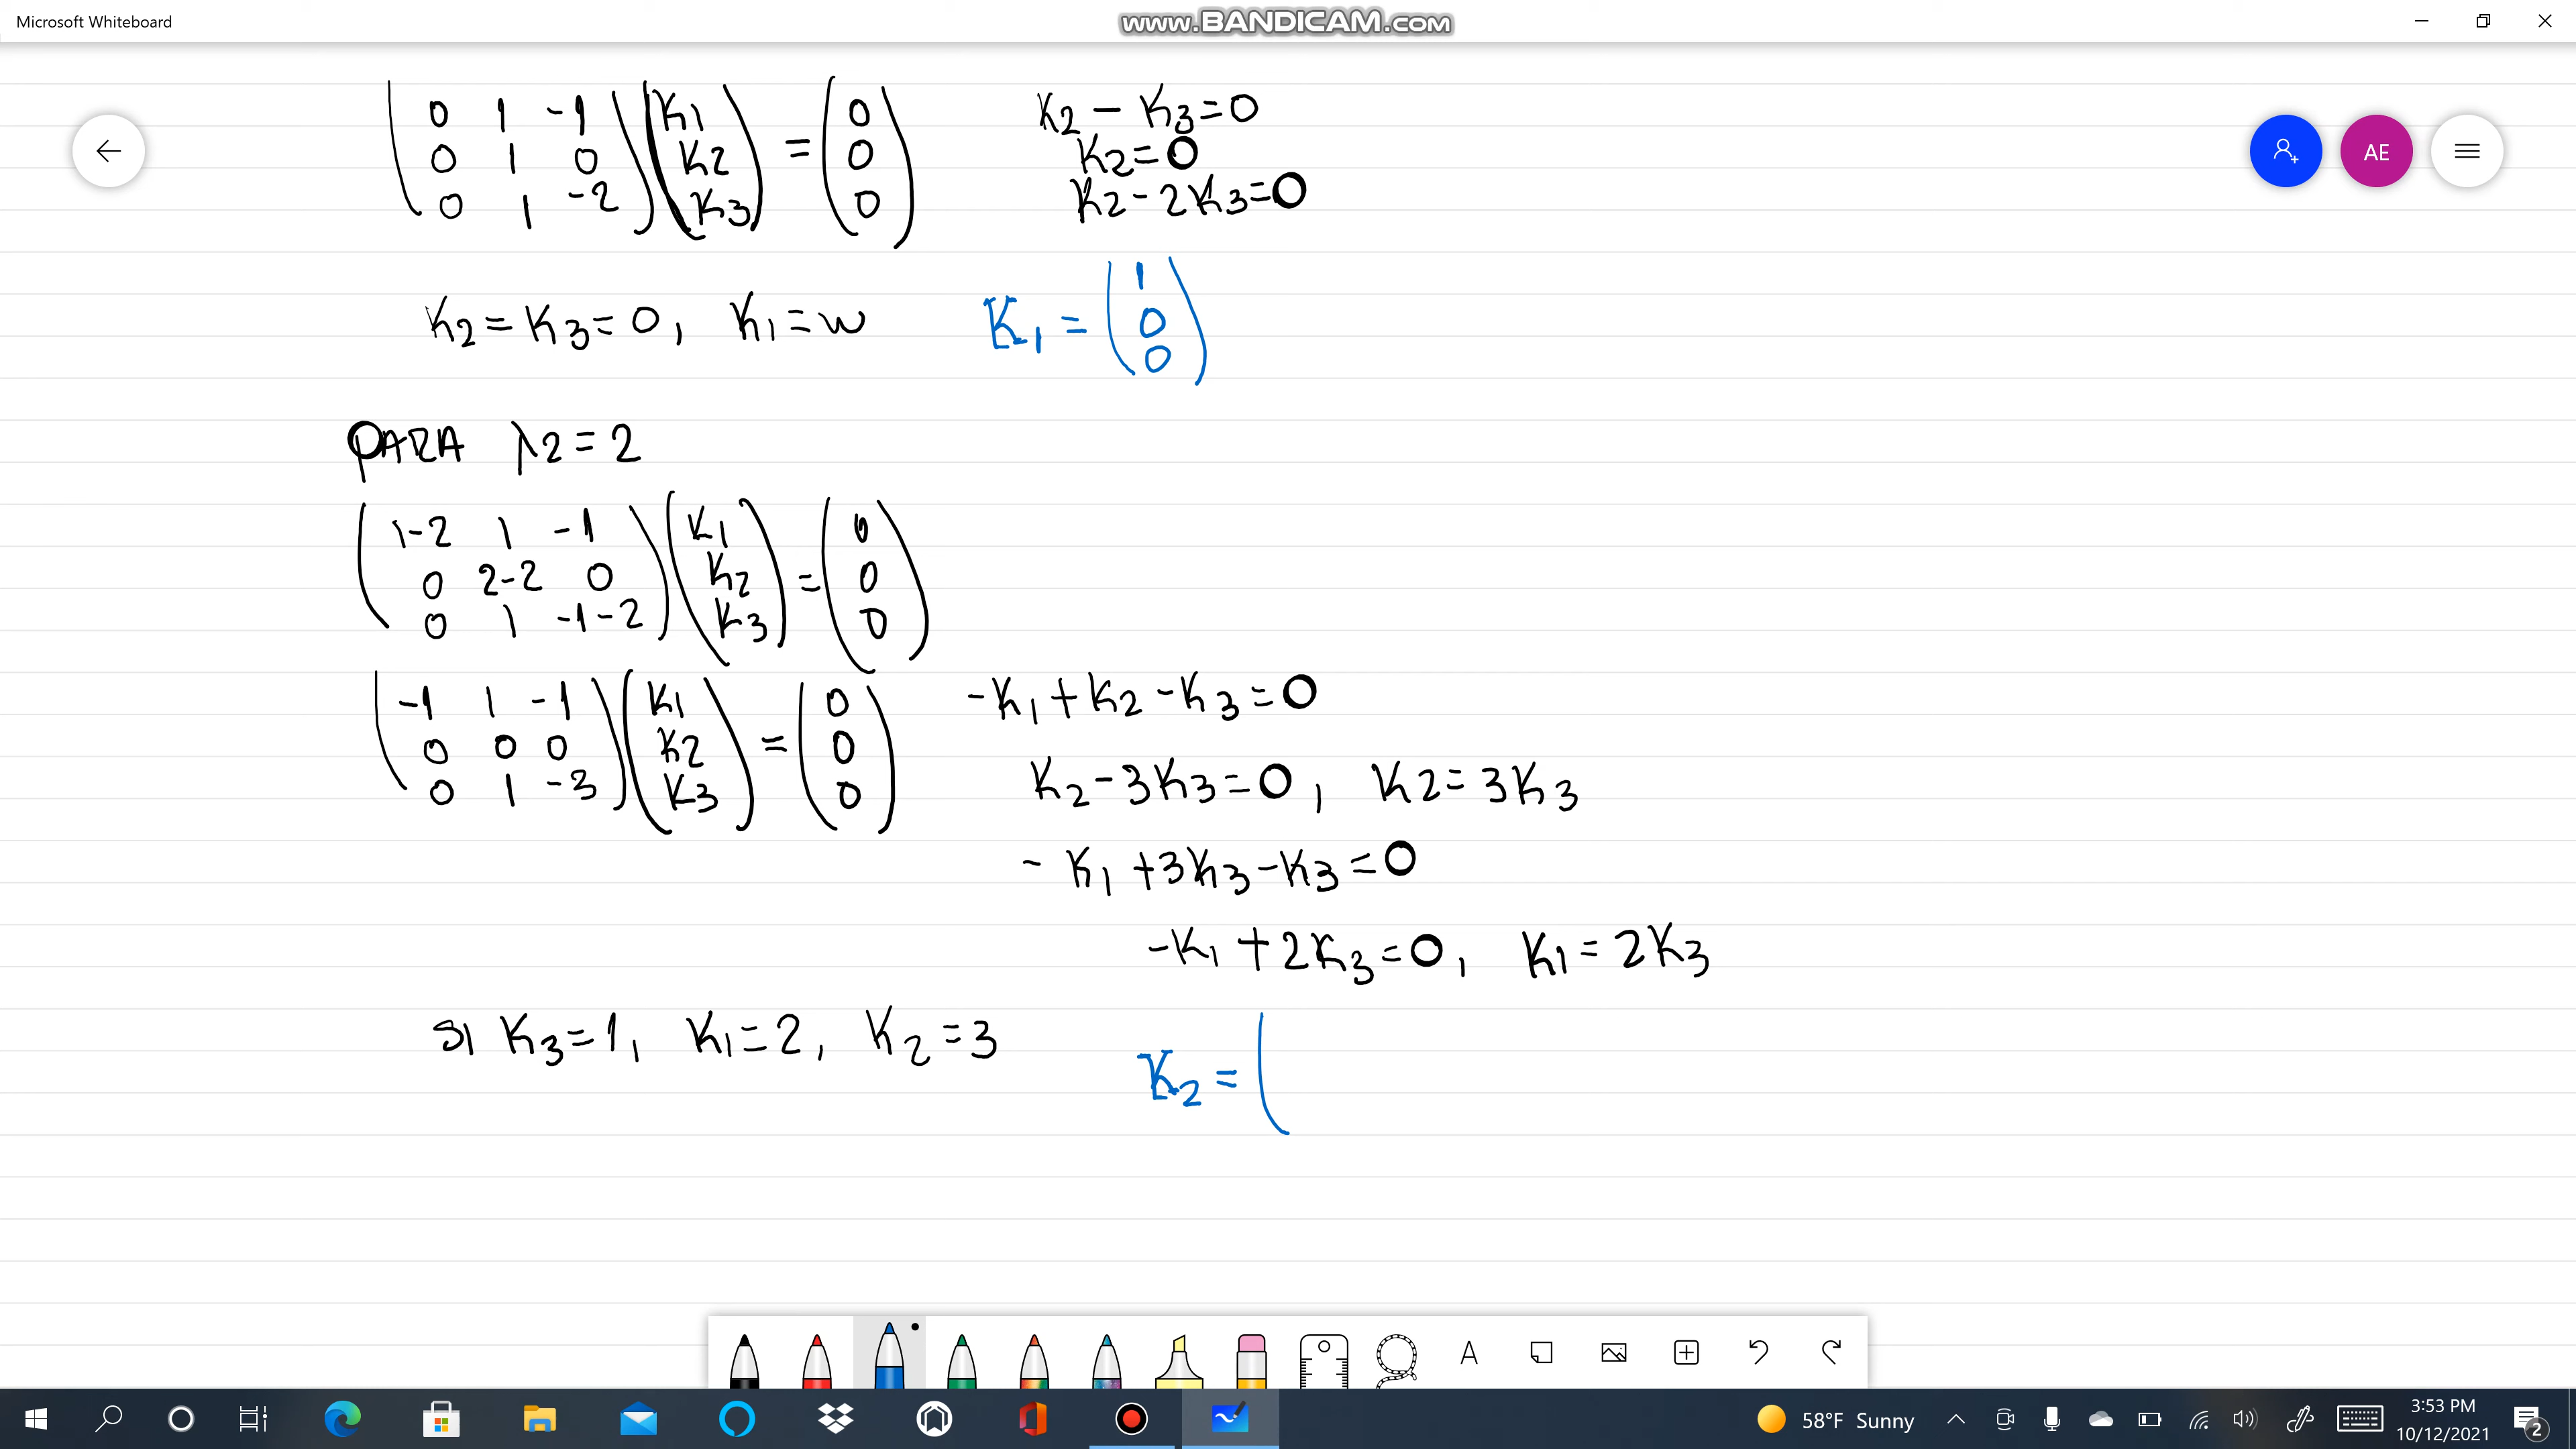 Microsoft Whiteboard
www.BANDICAM.com
0 1 -1
0 1 0
0 1 -2
K1
K2
K3
=
0
0
0
K2 - K3 = 0
K2 = 0
K2 - 2K3 = 0
AE
K2 = K3 = 0, K1 = w
K1 =
1
0
0
PARA λ2 = 2
1-2 1 -1
0 2-2 0
0 1 -1-2
K1
K2
K3
=
0
0
0
-1 1 -1
0 0 0
0 1 -3
K1
K2
K3
=
0
0
0
-K1 + K2 - K3 = 0
K2 - 3K3 = 0, K2 = 3K3
- K1 + 3K3 - K3 = 0
-K1 + 2K3 = 0, K1 = 2K3
SI K3 = 1, K1 = 2, K2 = 3
K2 = (
A
58°F Sunny
3:53 PM
10/12/2021
2